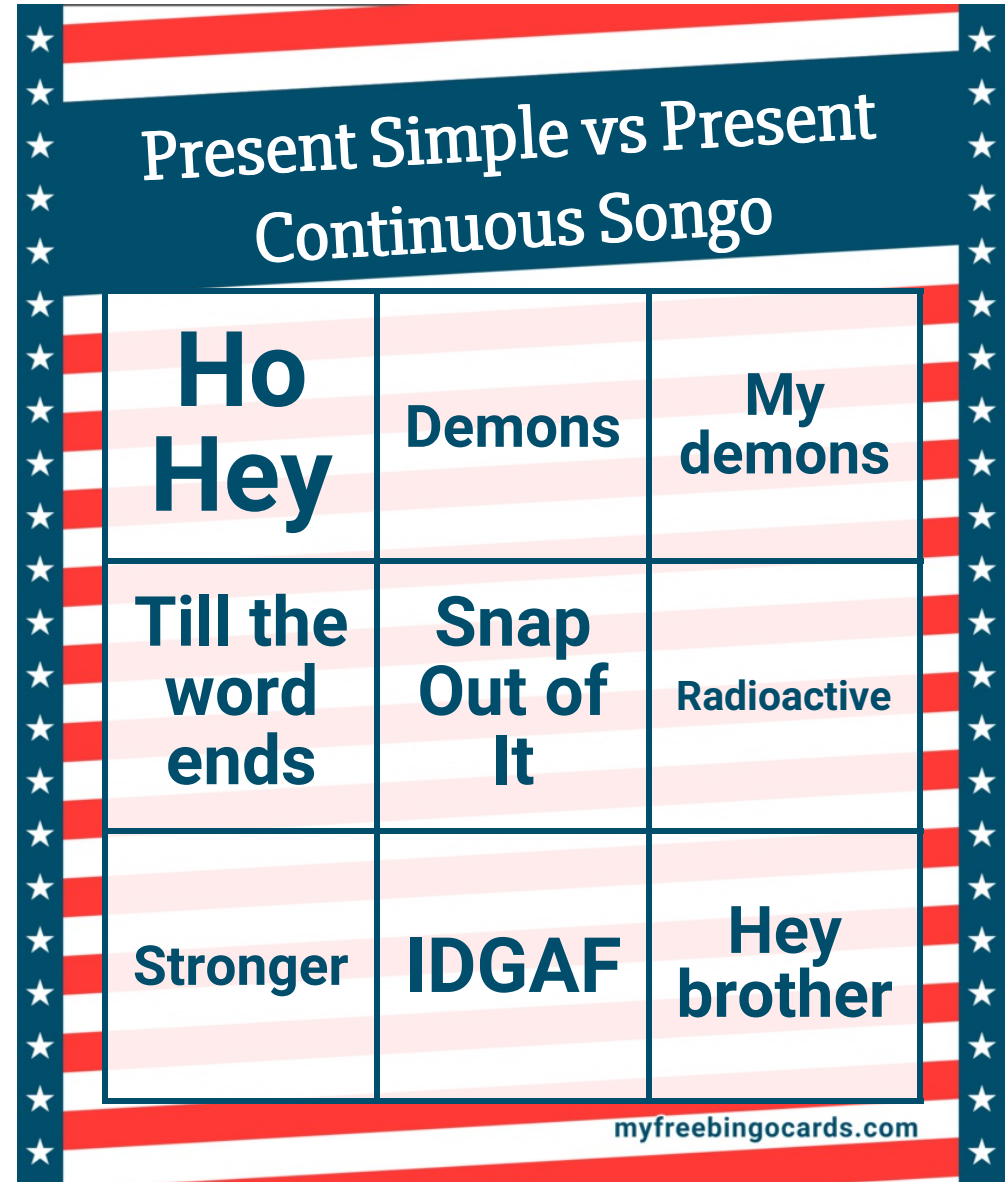 Present Simple vs Present
Continuous Songo
Ho
Hey
Demons
My
demons
Till the
word
ends
Snap
Out of
It
Radioactive
Stronger
IDGAF
Hey
brother
myfreebingocards.com